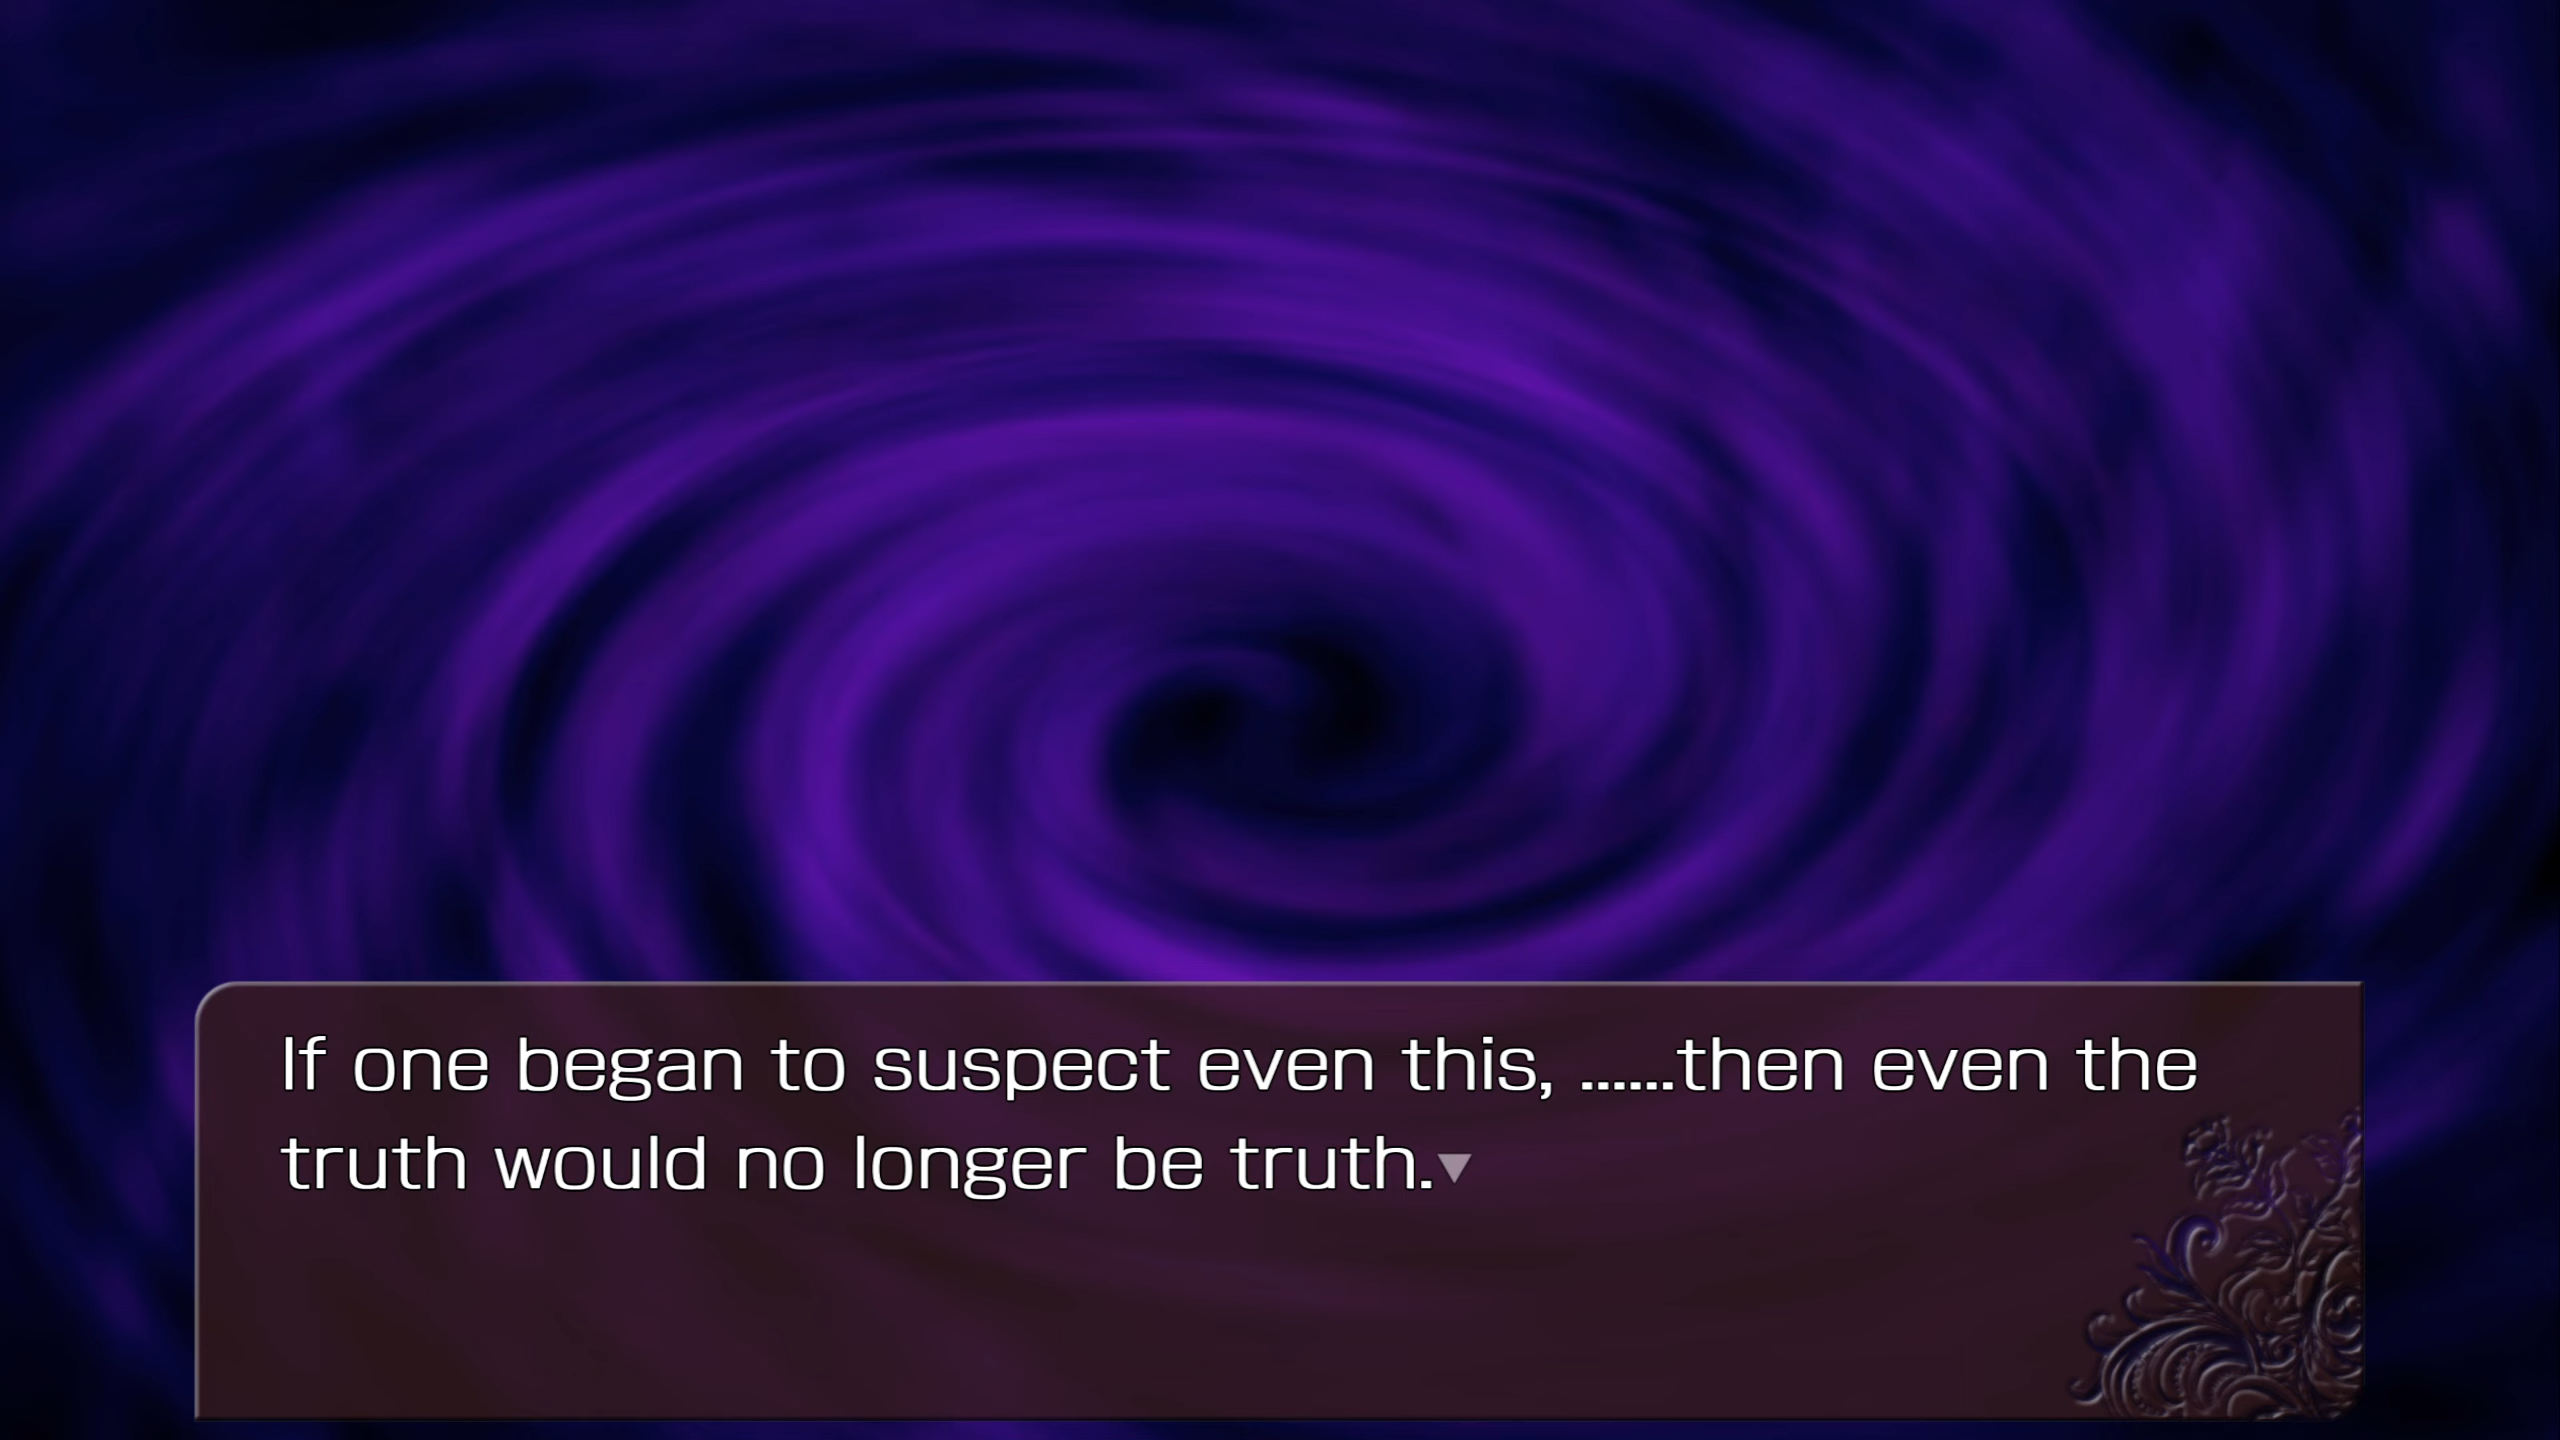 If one began to suspect even this, ......then even the
truth would no longer be truth.